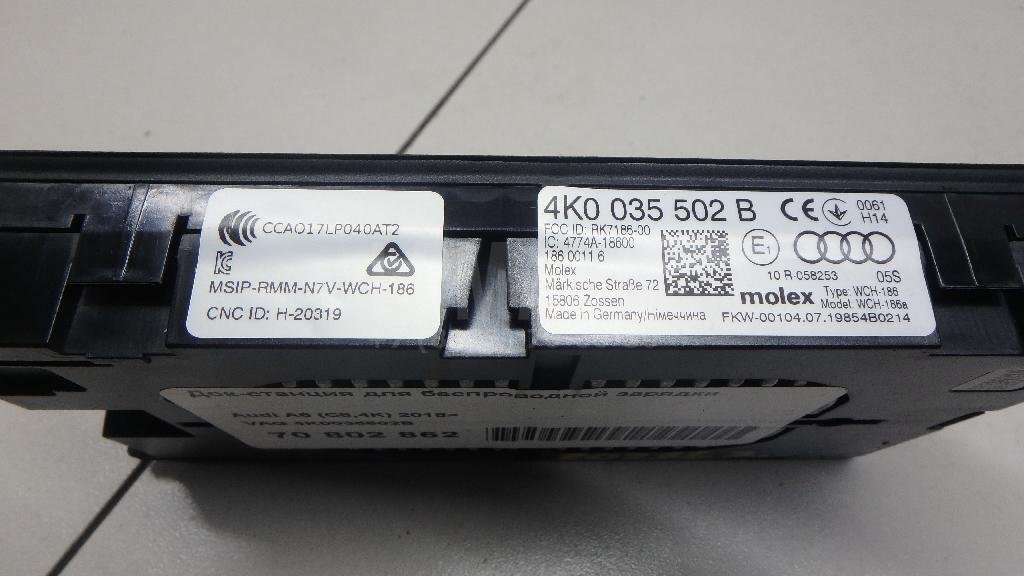 CCAO17LP040AT2
MSIP-RMM-N7V-WCH-186
CNC ID: H-20319
4K0 035 502 B
CE
0061
H14
FCC ID: RK7186-00
IC: 4774A-18600
186 0011 6
Molex
Märkische Straße 72
15806 Zossen
Made in Germany/Німеччина
E1
10 R-058253
05S
molex
Type: WCH-186
Model: WCH-186a
FKW-00104.07.19854B0214
Док-станция для беспроводной зарядки
Audi A6 (C8,4K) 2018>
VAG 4K0035502B
70 802 862